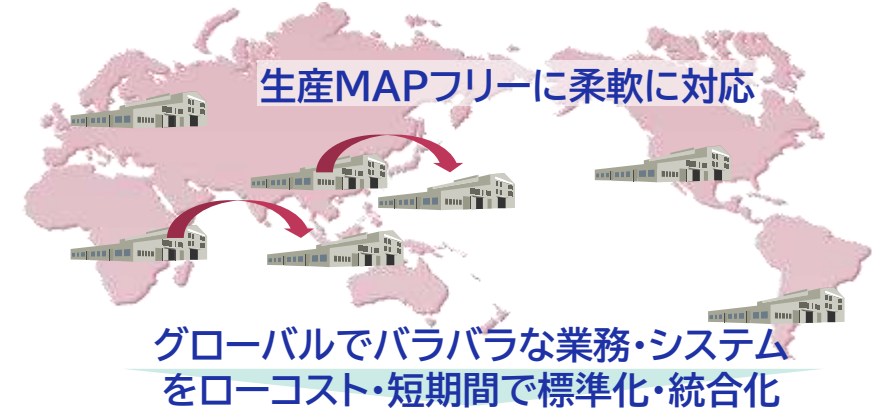 生産MAPフリーに柔軟に対応
グローバルでバラバラな業務・システム
をローコスト・短期間で標準化・統合化